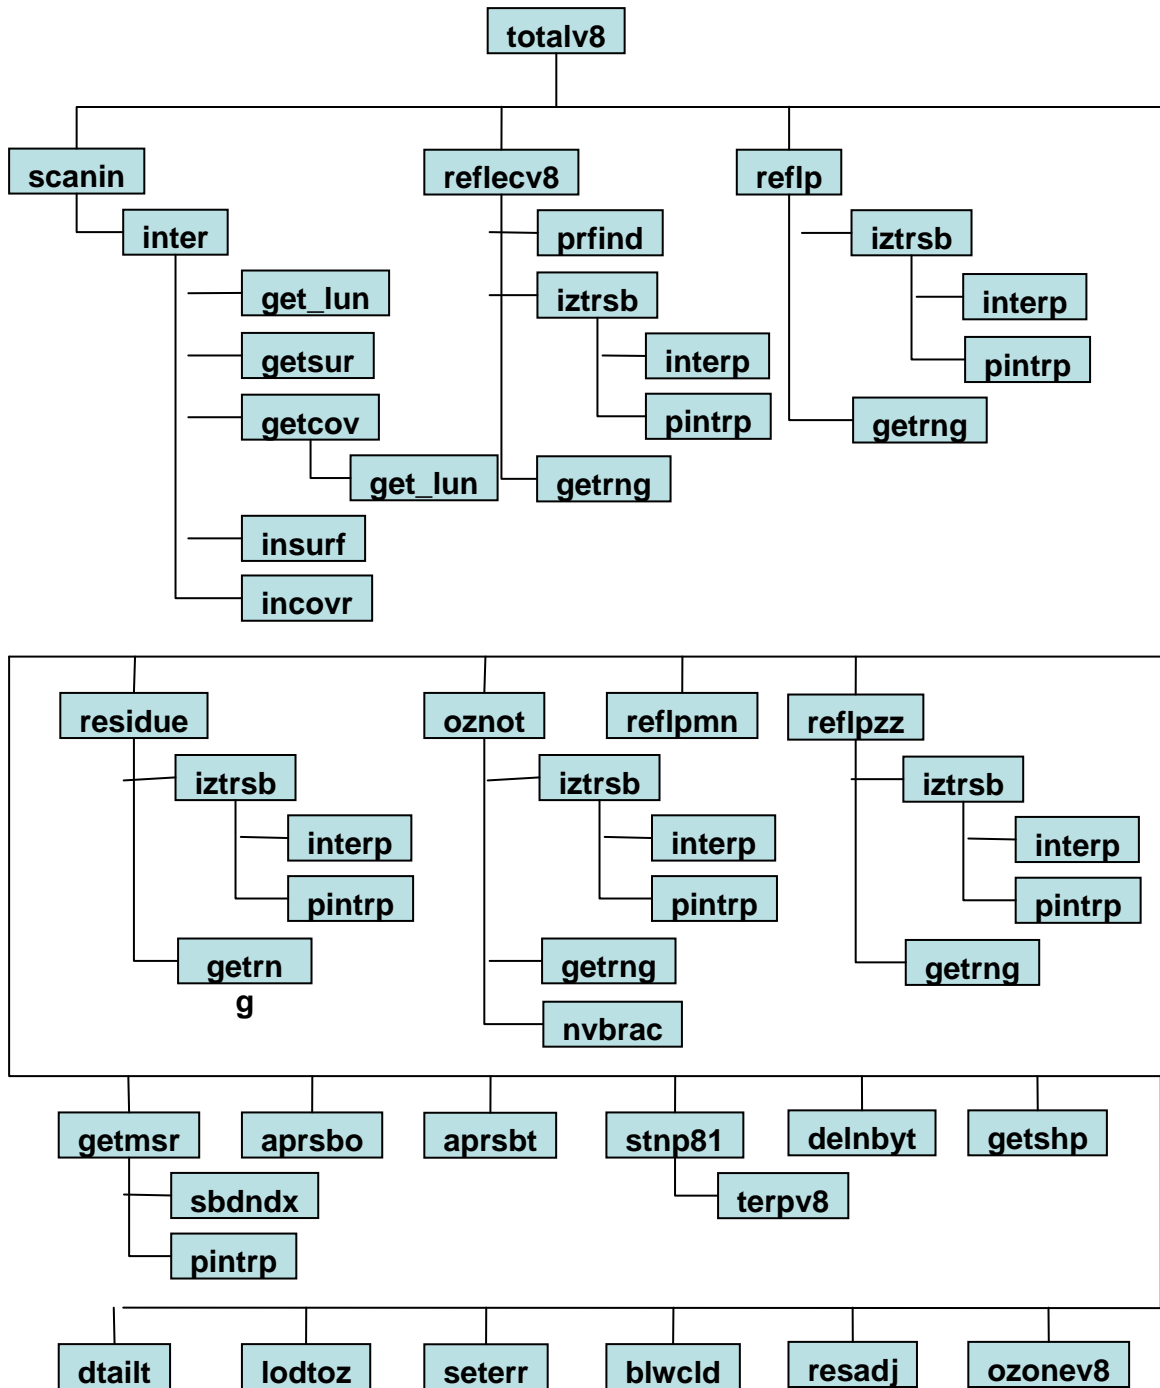 totalv8
scanin
reflecv8
reflp
inter
prfind
iztrsb
get_lun
iztrsb
interp
getsur
interp
pintrp
getcov
pintrp
getrng
get_lun
getrng
insurf
incovr
residue
oznot
reflpmn
reflpzz
iztrsb
iztrsb
iztrsb
interp
interp
interp
pintrp
pintrp
pintrp
getrn
g
getrng
getrng
nvbrac
getmsr
aprsbo
aprsbt
stnp81
delnbyt
getshp
sbdndx
terpv8
pintrp
dtailt
lodtoz
seterr
blwcld
resadj
ozonev8